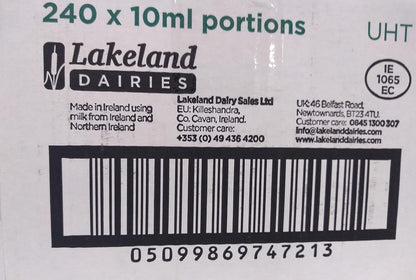 240 x 10ml portions
UHT
Lakeland
DAIRIES
IE
1065
EC
Made in Ireland using
milk from Ireland and
Northern Ireland
Lakeland Dairy Sales Ltd
EU: Killeshandra,
Co. Cavan, Ireland.
Customer care:
+353 (0) 49 436 4200
UK: 46 Belfast Road,
Newtownards, BT23 4TU.
Customer care: 0845 1300 307
info@lakelanddairies.com
www.lakelanddairies.com
05099869747213